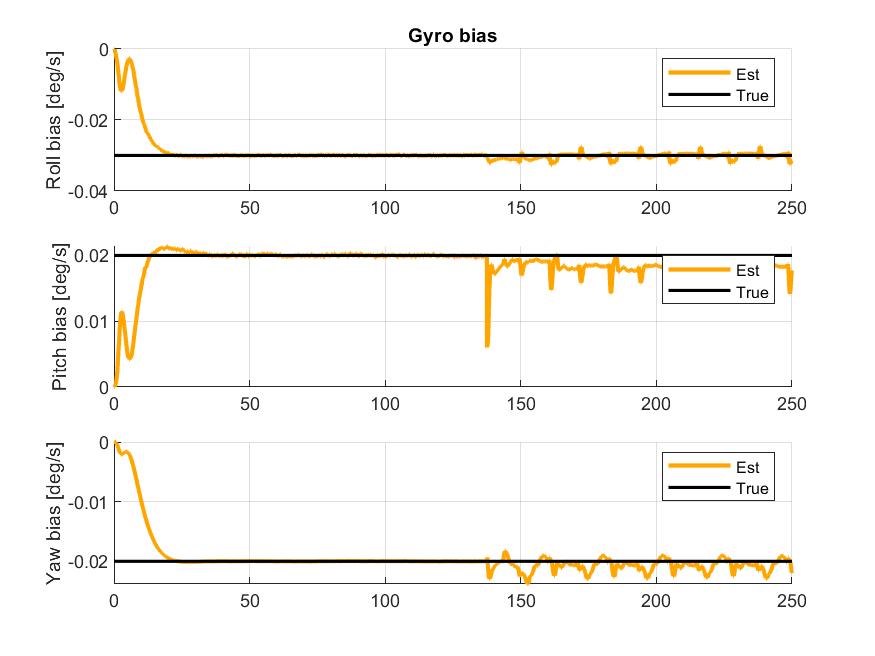 Gyro bias
Roll bias [deg/s]
0
-0.02
-0.04
0 50 100 150 200 250
Est
True
Pitch bias [deg/s]
0.02
0.01
0
0 50 100 150 200 250
Est
True
Yaw bias [deg/s]
0
-0.01
-0.02
0 50 100 150 200 250
Est
True